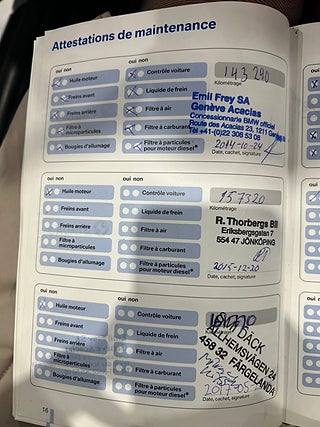 Attestations de maintenance
oui non
oui non
Huile moteur
Contrôle voiture
143 290
Kilométrage
Freins avant
Liquide de frein
Emil Frey SA
Genève Acacias
Concessionnaire BMW officiel
Route des Acacias 23, 1211
Tél +41-(0)22 308 53 08
Freins arrière
Filtre à air
Filtre à microparticules
Filtre à carburant
2014-10-24
Bougies d'allumage
Filtre à particules pour moteur diesel*
Date, cachet, signature
oui non
oui non
Huile moteur
Contrôle voiture
157320
Kilométrage
Freins avant
Liquide de frein
R. Thorbergs Bil
Eriksbergsgatan 7
554 47 JÖNKÖPING
Freins arrière
Filtre à air
Filtre à microparticules
Filtre à carburant
2015-12-20
Bougies d'allumage
Filtre à particules pour moteur diesel*
Date, cachet, signature
oui non
oui non
Huile moteur
Contrôle voiture
Freins avant
Liquide de frein
DÄCK
458 32 FÄRGELANDA
Freins arrière
Filtre à air
Filtre à microparticules
Filtre à carburant
2017-05
Bougies d'allumage
Filtre à particules pour moteur diesel*
Date, cachet, signature
16